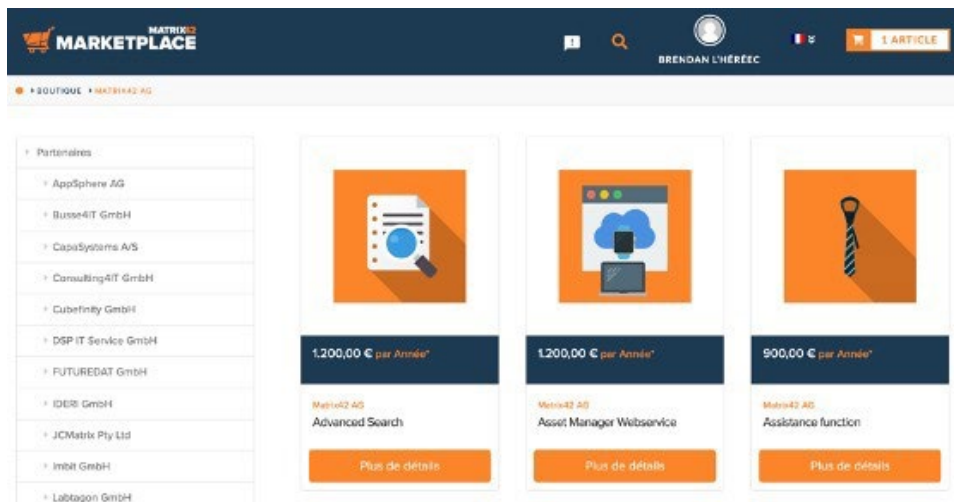 MATRIX42
MARKETPLACE
BRENDAN L'HÉRÉEC
1 ARTICLE
BOUTIQUE
MATRIX42 AG
Partenaires
AppSphere AG
Busse4IT GmbH
CapaSystems A/S
Consulting4IT GmbH
Cubefinity GmbH
DSP IT Service GmbH
FUTUREDAT GmbH
IDERI GmbH
JCMatrix Pty Ltd
Imbit GmbH
Labtagon GmbH
1.200,00 € par Année*
Matrix42 AG
Advanced Search
Plus de détails
1.200,00 € par Année*
Matrix42 AG
Asset Manager Webservice
Plus de détails
900,00 € par Année*
Matrix42 AG
Assistance function
Plus de détails